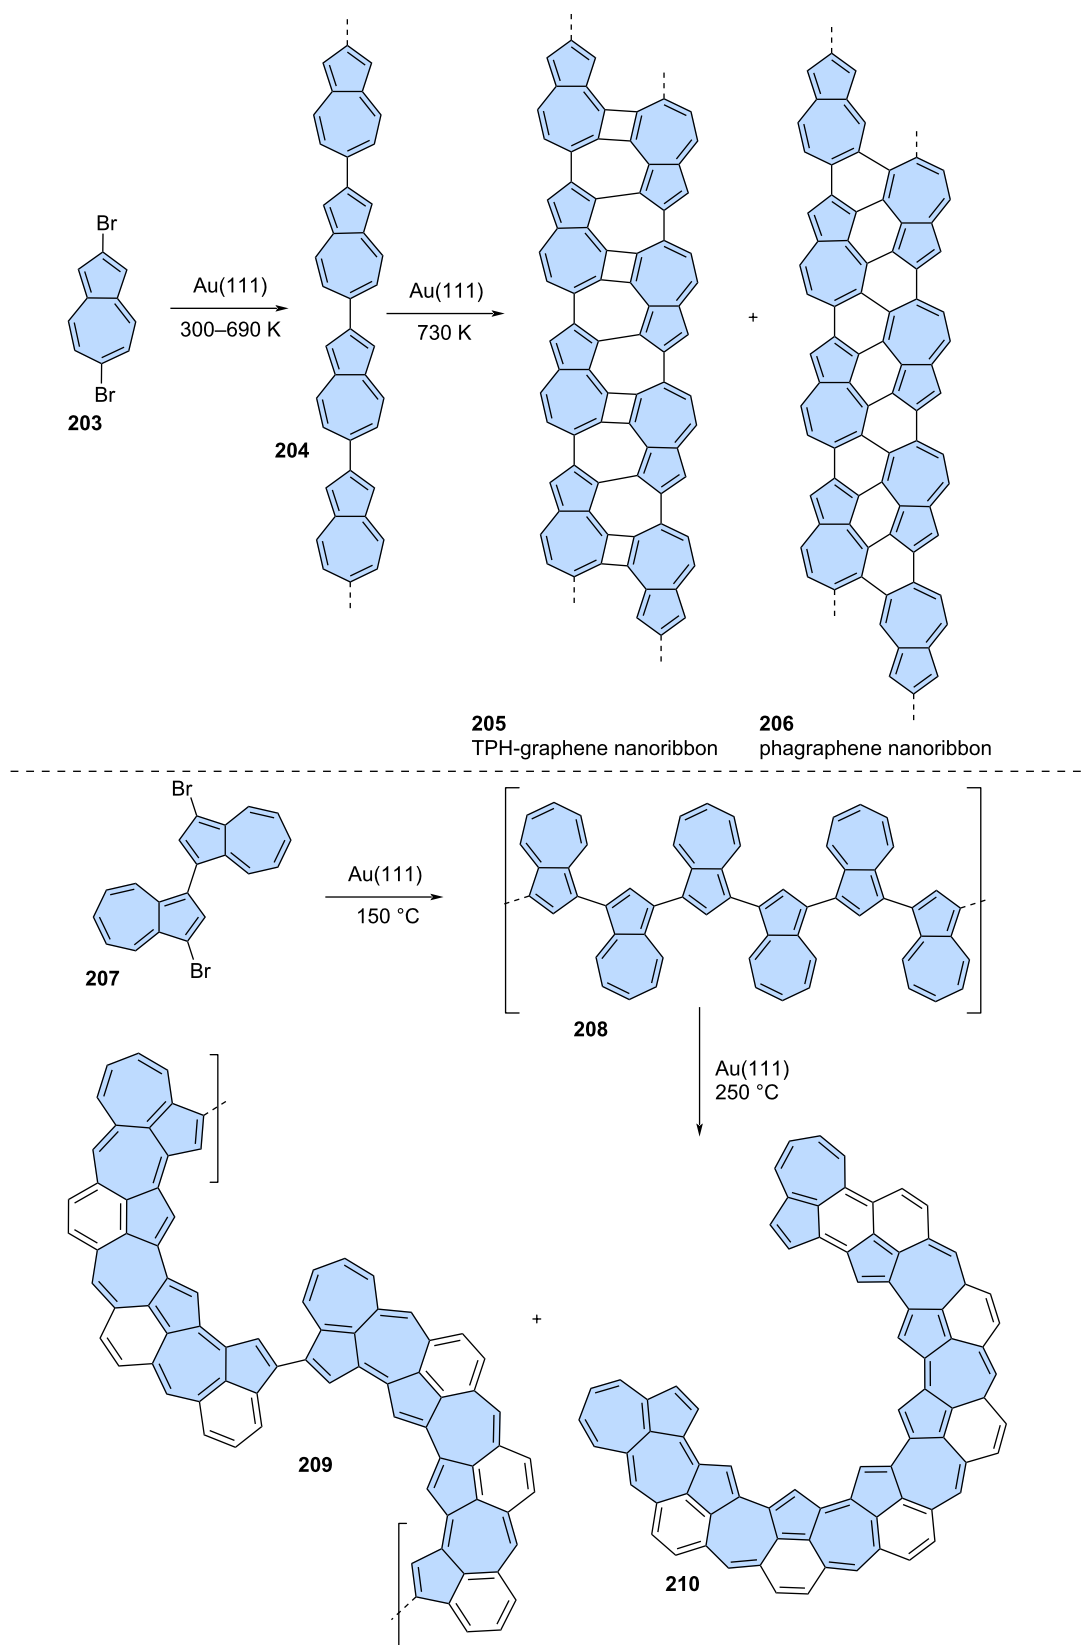 Br
Br
203
Au(111)
300–690 K
204
Au(111)
730 K
+
205
TPH-graphene nanoribbon
206
phagraphene nanoribbon
Br
Br
207
Au(111)
150 °C
208
Au(111)
250 °C
209
+
210